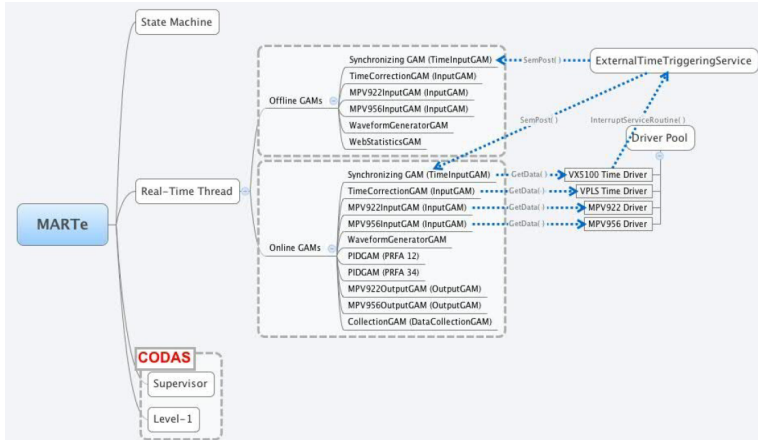 State Machine
Synchronizing GAM (TimeInputGAM)
SemPost( )
ExternalTimeTriggeringService
TimeCorrectionGAM (InputGAM)
MPV922InputGAM (InputGAM)
Offline GAMs
MPV956InputGAM (InputGAM)
SemPost( )
InterruptServiceRoutine( )
WaveformGeneratorGAM
Driver Pool
WebStatisticsGAM
Synchronizing GAM (TimeInputGAM)
GetData( )
VX5100 Time Driver
Real-Time Thread
TimeCorrectionGAM (InputGAM)
GetData( )
VPLS Time Driver
MPV922InputGAM (InputGAM)
GetData( )
MPV922 Driver
MARTe
MPV956InputGAM (InputGAM)
GetData( )
MPV956 Driver
Online GAMs
WaveformGeneratorGAM
PIDGAM (PRFA 12)
PIDGAM (PRFA 34)
MPV922OutputGAM (OutputGAM)
MPV956OutputGAM (OutputGAM)
CollectionGAM (DataCollectionGAM)
CODAS
Supervisor
Level-1